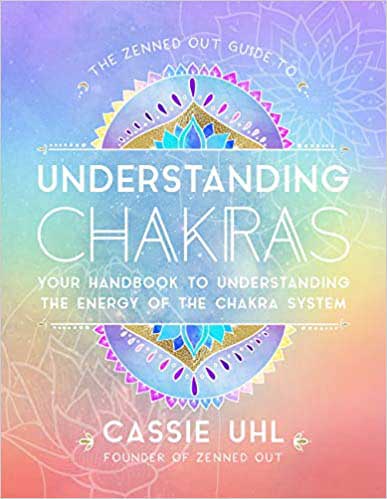 THE ZENNED OUT GUIDE TO
UNDERSTANDING
CHAKRAS
YOUR HANDBOOK TO UNDERSTANDING
THE ENERGY OF THE CHAKRA SYSTEM
CASSIE UHL
FOUNDER OF ZENNED OUT